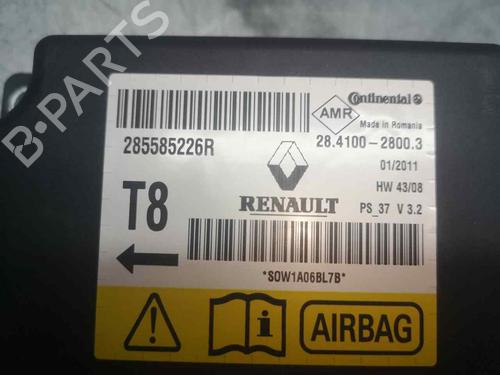 B-PARTS
AMR
Continental
Made in Romania
285585226R
28.4100-2800.3
01/2011
HW 43/08
T8
RENAULT
PS_37 V 3.2
*SOW1A06BL7B*
i
AIRBAG